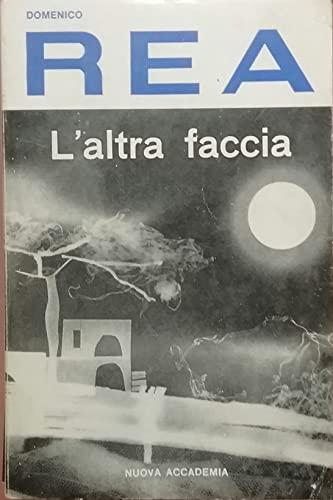 DOMENICO
REA
L'altra faccia
NUOVA ACCADEMIA